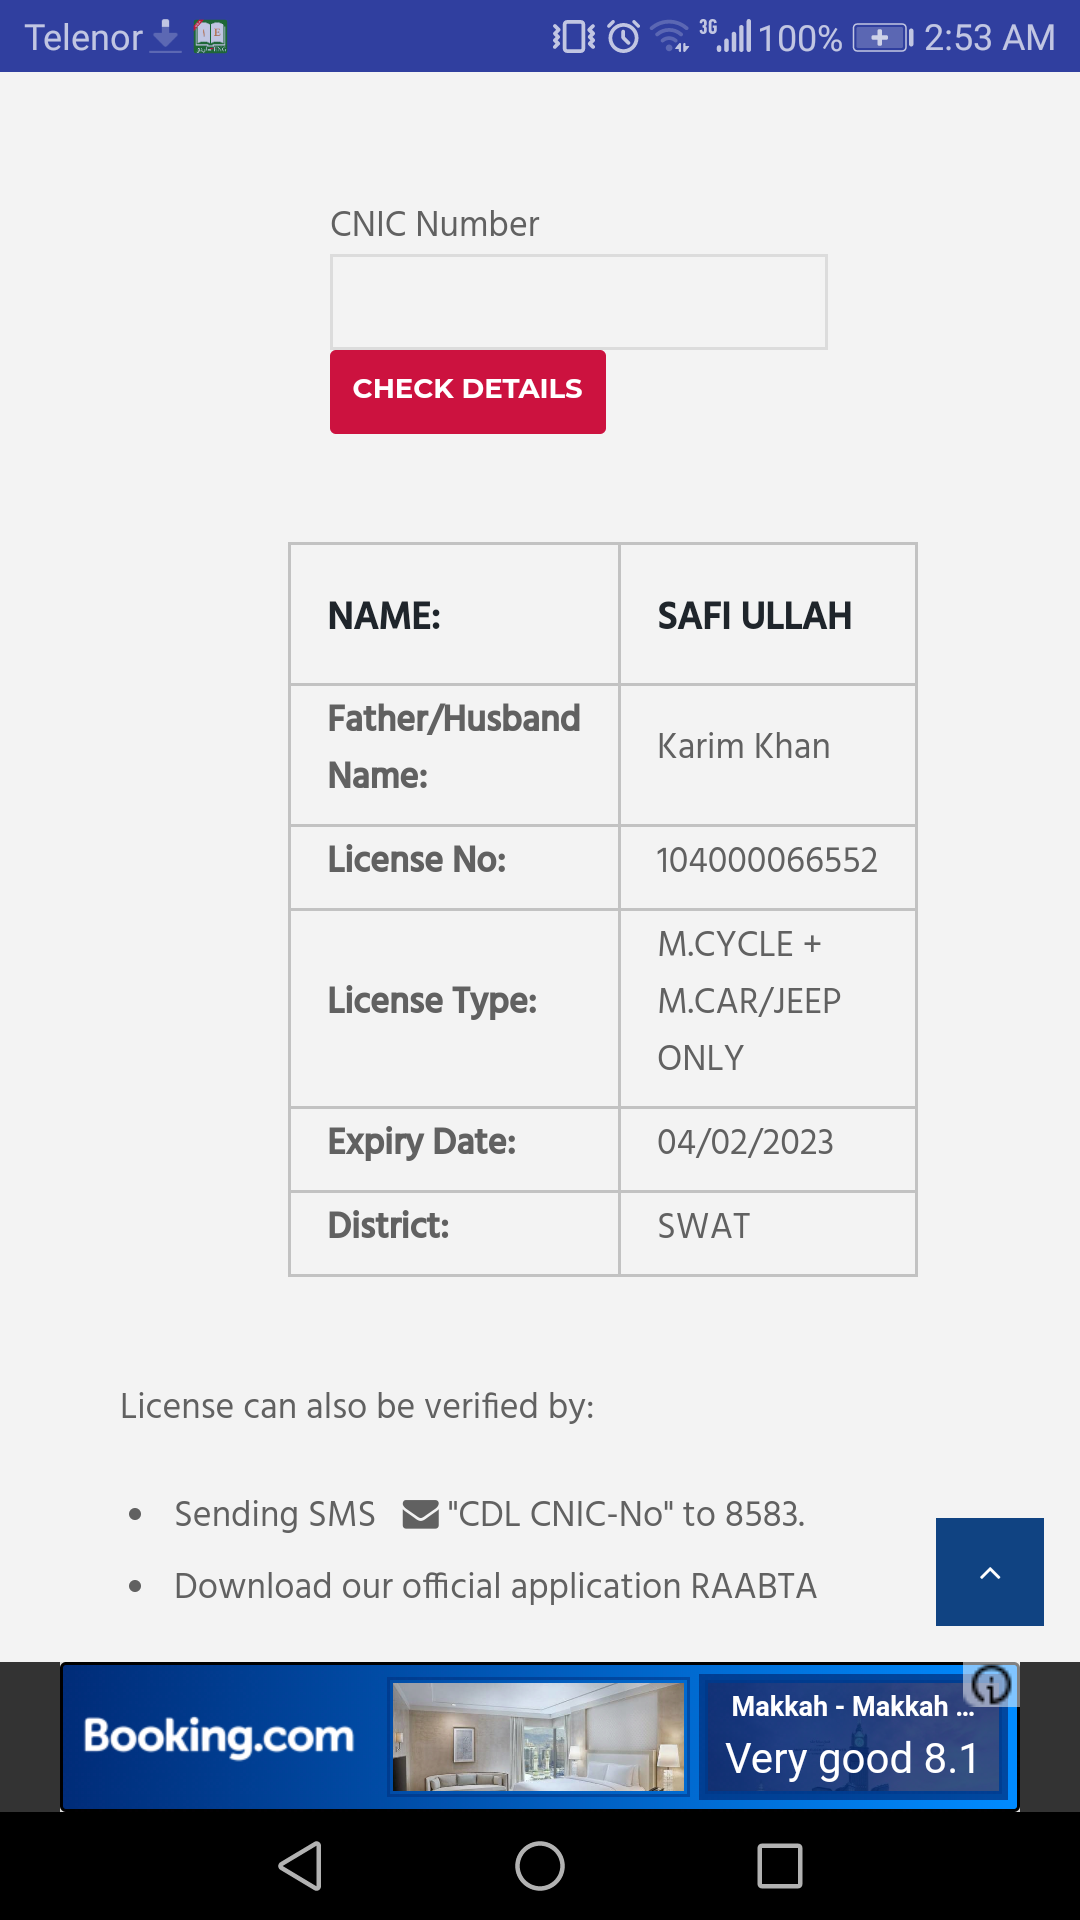 Telenor 3G 100% 2:53 AM
CNIC Number
CHECK DETAILS
NAME: SAFI ULLAH
Father/Husband Name: Karim Khan
License No: 104000066552
License Type: M.CYCLE + M.CAR/JEEP ONLY
Expiry Date: 04/02/2023
District: SWAT
License can also be verified by:
• Sending SMS "CDL CNIC-No" to 8583.
• Download our official application RAABTA
Booking.com
Makkah - Makkah ...
Very good 8.1